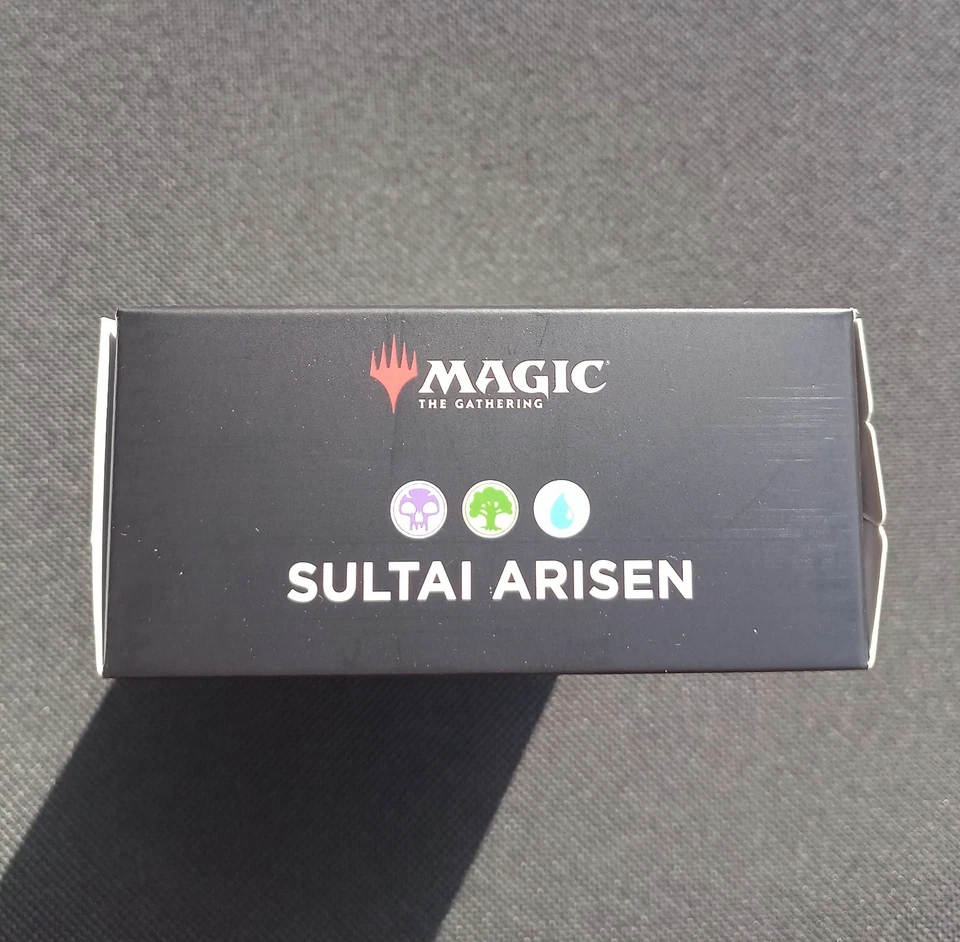 MAGIC®
THE GATHERING
SULTAI ARISEN